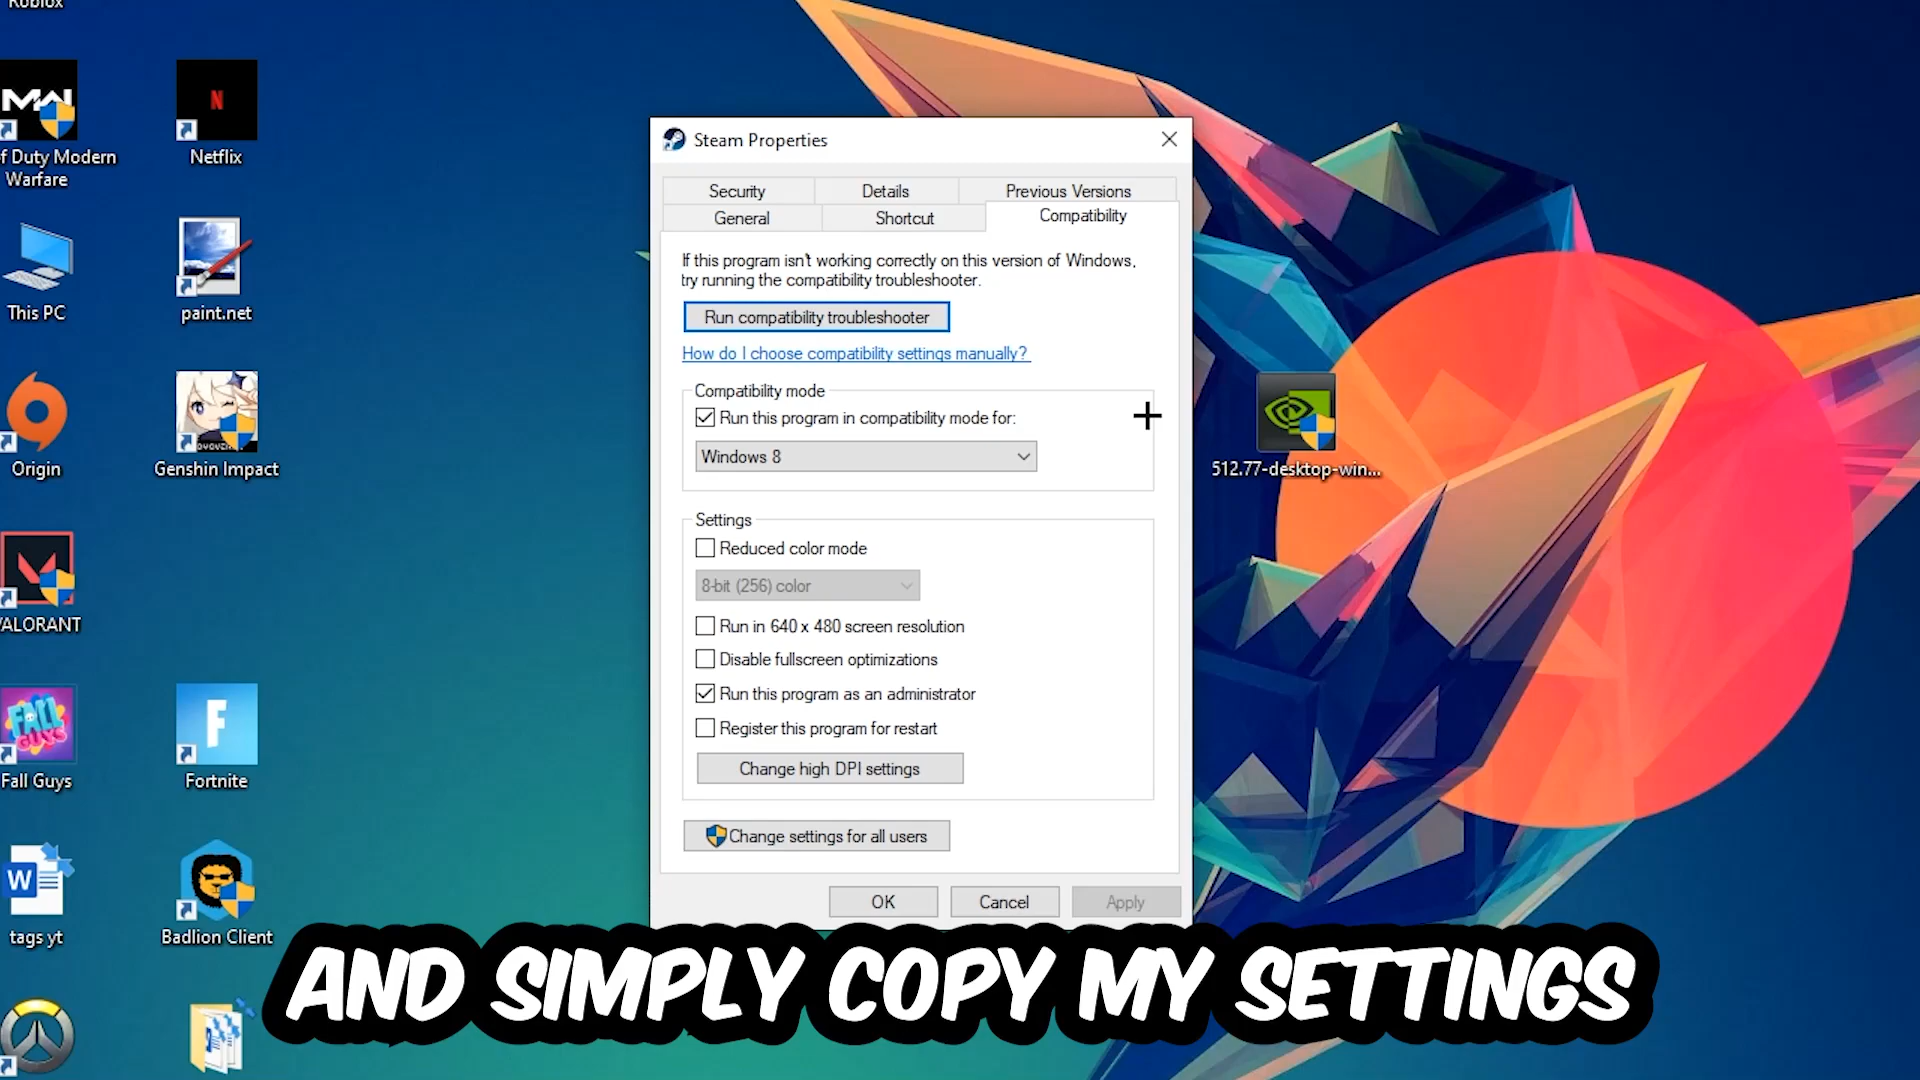 Roblox
Netflix
f Duty Modern
Warfare
This PC
paint.net
Origin
Genshin Impact
VALORANT
FALL
GUYS
Fall Guys
Fortnite
tags yt
Badlion Client
Steam Properties
Security
Details
Previous Versions
General
Shortcut
Compatibility
If this program isn't working correctly on this version of Windows,
try running the compatibility troubleshooter.
Run compatibility troubleshooter
How do I choose compatibility settings manually?
Compatibility mode
Run this program in compatibility mode for:
Windows 8
Settings
Reduced color mode
8-bit (256) color
Run in 640 x 480 screen resolution
Disable fullscreen optimizations
Run this program as an administrator
Register this program for restart
Change high DPI settings
Change settings for all users
OK
Cancel
Apply
512.77-desktop-win...
AND SIMPLY COPY MY SETTINGS